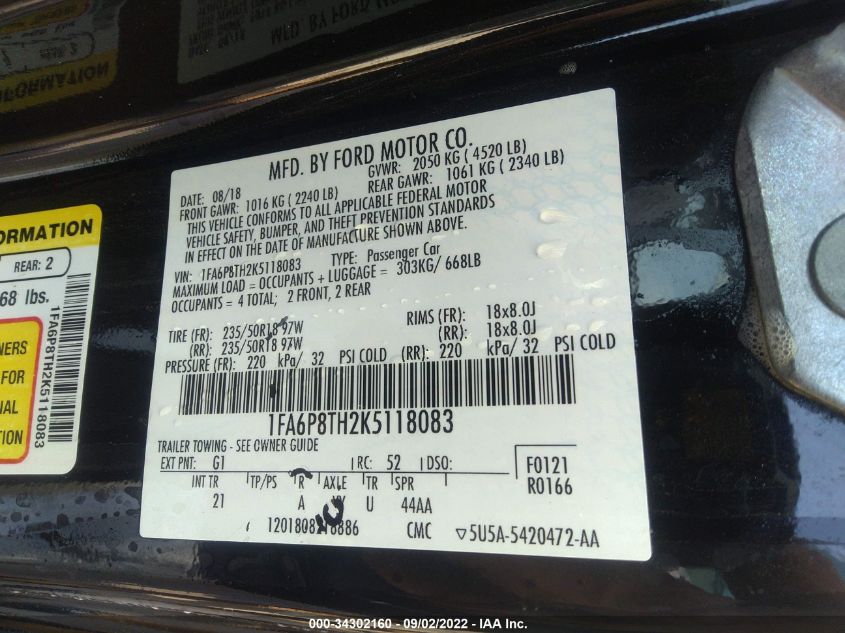 MFD. BY FORD MOTOR CO.
DATE: 08/18 GVWR: 2050 KG ( 4520 LB)
FRONT GAWR: 1016 KG ( 2240 LB) REAR GAWR: 1061 KG ( 2340 LB)
THIS VEHICLE CONFORMS TO ALL APPLICABLE FEDERAL MOTOR
VEHICLE SAFETY, BUMPER, AND THEFT PREVENTION STANDARDS
IN EFFECT ON THE DATE OF MANUFACTURE SHOWN ABOVE.
VIN: 1FA6P8TH2K5118083 TYPE: Passenger Car
MAXIMUM LOAD = OCCUPANTS + LUGGAGE = 303KG/ 668LB
OCCUPANTS = 4 TOTAL; 2 FRONT, 2 REAR
TIRE (FR): 235/50R18 97W RIMS (FR): 18x8.0J
(RR): 235/50R18 97W (RR): 18x8.0J
PRESSURE (FR): 220 kPa/ 32 PSI COLD (RR): 220 kPa/ 32 PSI COLD
1FA6P8TH2K5118083
TRAILER TOWING - SEE OWNER GUIDE
EXT PNT: G1 RC: 52 DSO: F0121
INT TR TP/PS R AXLE TR SPR R0166
21 A U 44AA
CMC 5U5A-5420472-AA
ORMATION
REAR: 2
68 lbs.
NERS
FOR
NAL
TION
1FA6P8TH2K5118083
000-34302160 - 09/02/2022 - IAA Inc.